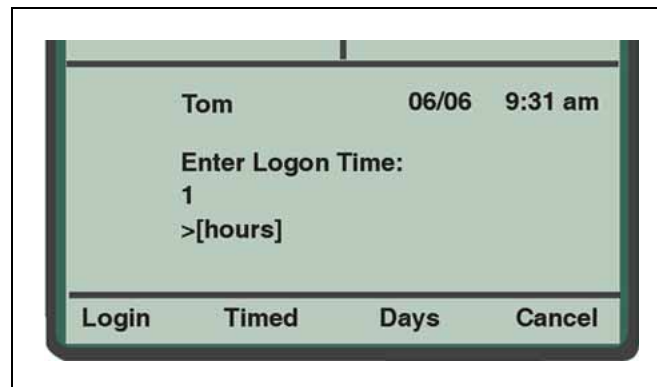 Tom 06/06 9:31 am
Enter Logon Time:
1
>[hours]
Login Timed Days Cancel